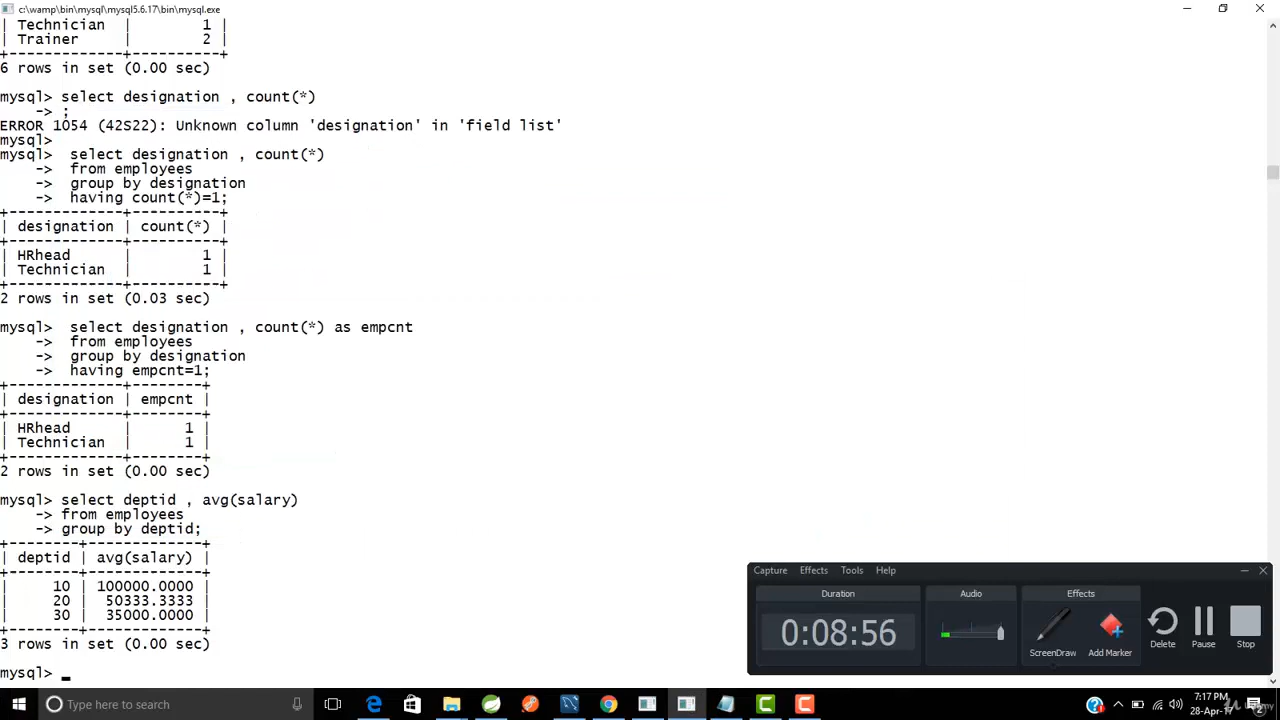 c:\wamp\bin\mysql\mysql5.6.17\bin\mysql.exe
| Technician | 1 |
| Trainer | 2 |
+------------+----------+
6 rows in set (0.00 sec)
mysql> select designation , count(*)
-> ;
ERROR 1054 (42S22): Unknown column 'designation' in 'field list'
mysql>
mysql> select designation , count(*)
-> from employees
-> group by designation
-> having count(*)=1;
+-------------+----------+
| designation | count(*) |
+-------------+----------+
| HRhead | 1 |
| Technician | 1 |
+-------------+----------+
2 rows in set (0.03 sec)
mysql> select designation , count(*) as empcnt
-> from employees
-> group by designation
-> having empcnt=1;
+-------------+--------+
| designation | empcnt |
+-------------+--------+
| HRhead | 1 |
| Technician | 1 |
+-------------+--------+
2 rows in set (0.00 sec)
mysql> select deptid , avg(salary)
-> from employees
-> group by deptid;
+--------+-------------+
| deptid | avg(salary) |
+--------+-------------+
| 10 | 100000.0000 |
| 20 | 50333.3333 |
| 30 | 35000.0000 |
+--------+-------------+
3 rows in set (0.00 sec)
mysql> _
Capture Effects Tools Help
Duration Audio Effects
0:08:56
ScreenDraw Add Marker Delete Pause Stop
Type here to search
7:17 PM
28-Apr-17